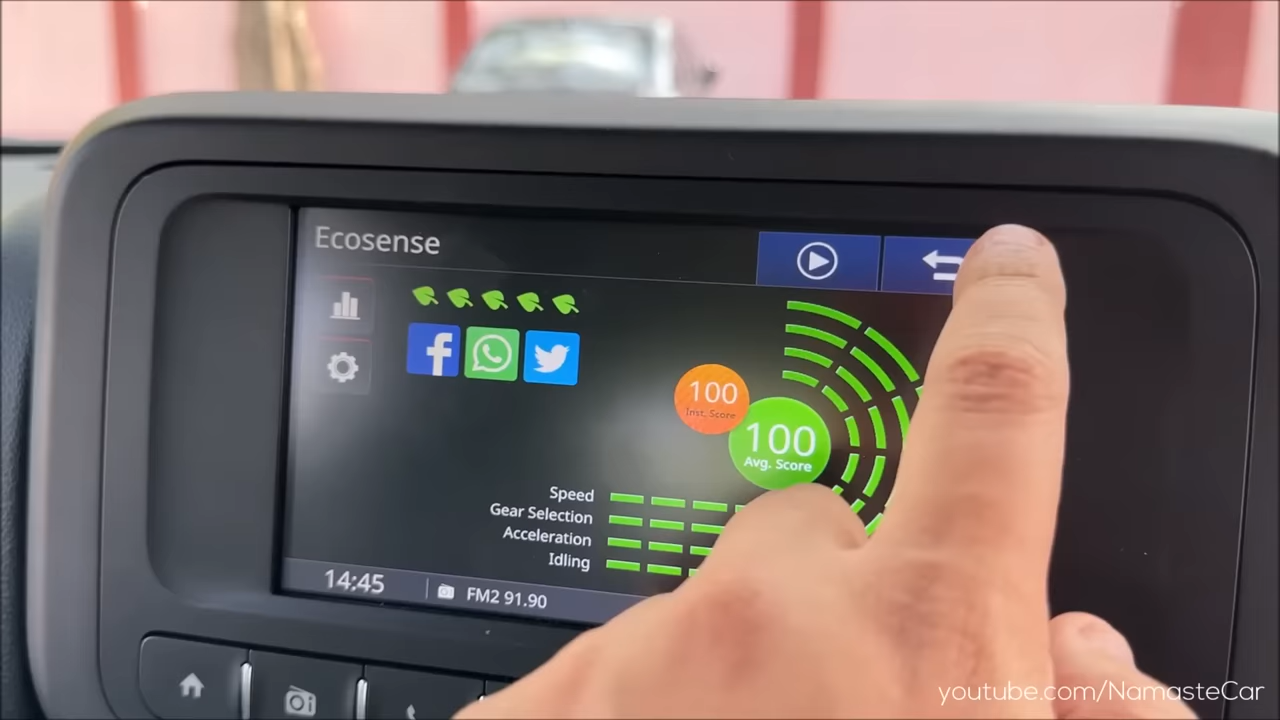 Ecosense
100
Inst. Score
100
Avg. Score
Speed
Gear Selection
Acceleration
Idling
14:45
FM2 91.90
youtube.com/NamasteCar